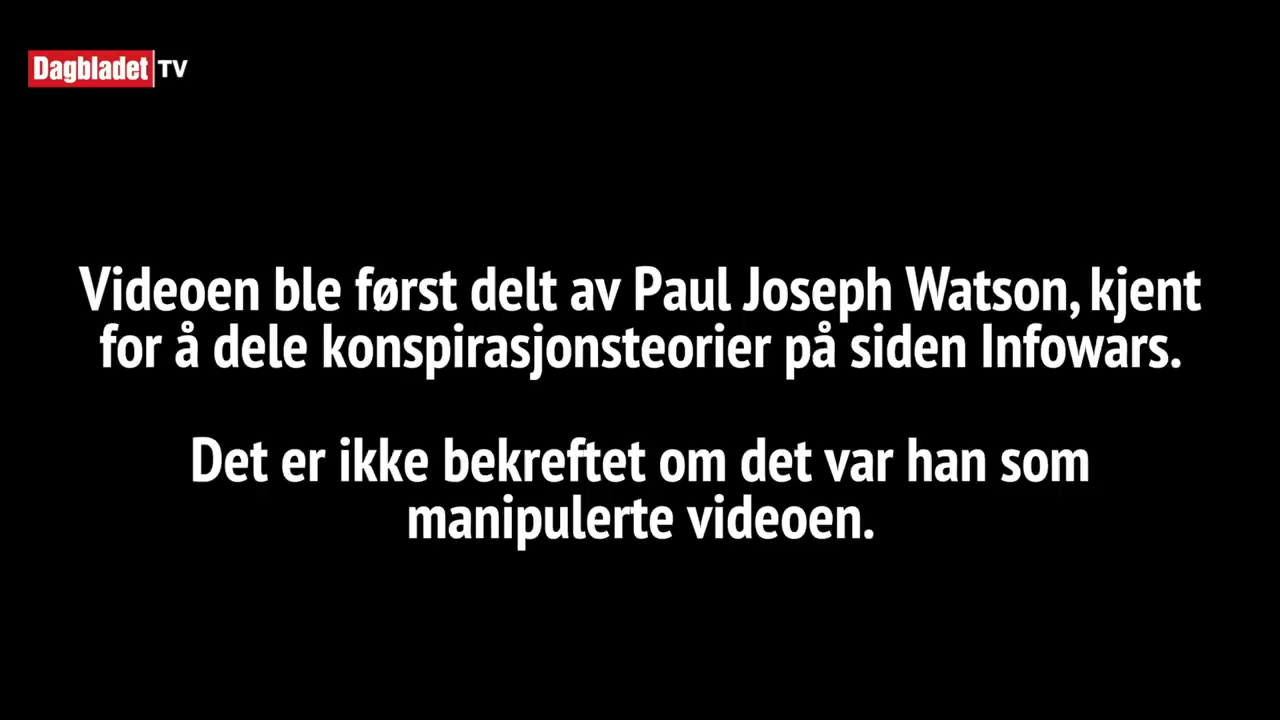 Dagbladet TV
Videoen ble først delt av Paul Joseph Watson, kjent
for å dele konspirasjonsteorier på siden Infowars.
Det er ikke bekreftet om det var han som
manipulerte videoen.